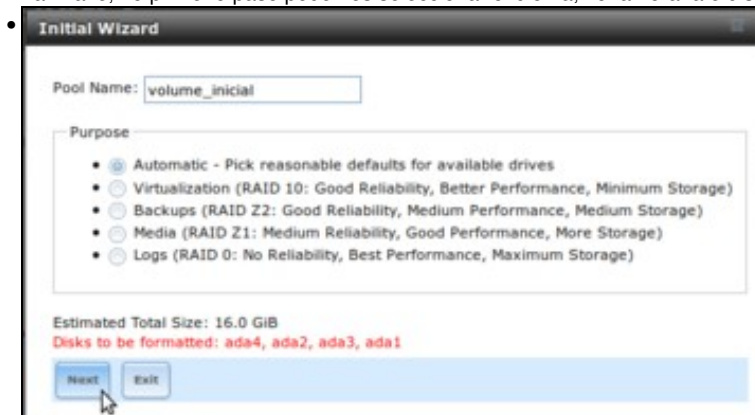 Initial Wizard
Pool Name: volume_inicial
Purpose
Automatic - Pick reasonable defaults for available drives
Virtualization (RAID 10: Good Reliability, Better Performance, Minimum Storage)
Backups (RAID Z2: Good Reliability, Medium Performance, Medium Storage)
Media (RAID Z1: Medium Reliability, Good Performance, More Storage)
Logs (RAID 0: No Reliability, Best Performance, Maximum Storage)
Estimated Total Size: 16.0 GiB
Disks to be formatted: ada4, ada2, ada3, ada1
Next Exit